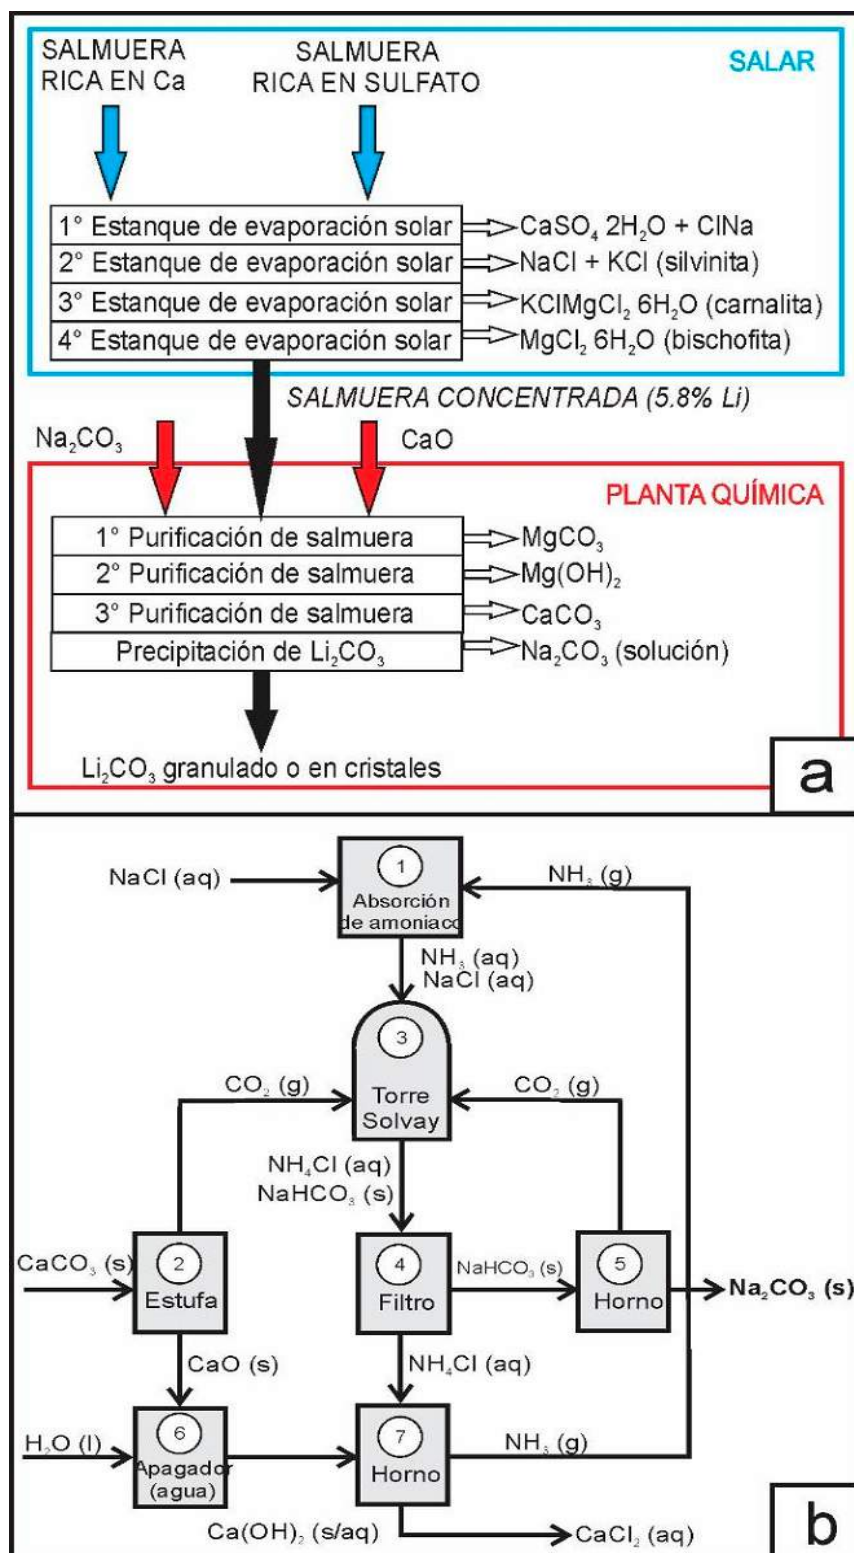 SALMUERA
RICA EN Ca
SALMUERA
RICA EN SULFATO
SALAR
1° Estanque de evaporación solar
CaSO₄ 2H₂O + ClNa
2° Estanque de evaporación solar
NaCl + KCl (silvinita)
3° Estanque de evaporación solar
KClMgCl₂ 6H₂O (carnalita)
4° Estanque de evaporación solar
MgCl₂ 6H₂O (bischofita)
SALMUERA CONCENTRADA (5.8% Li)
Na₂CO₃
CaO
PLANTA QUÍMICA
1° Purificación de salmuera
MgCO₃
2° Purificación de salmuera
Mg(OH)₂
3° Purificación de salmuera
CaCO₃
Precipitación de Li₂CO₃
Na₂CO₃ (solución)
Li₂CO₃ granulado o en cristales
a
NaCl (aq)
1
Absorción
de amoniaco
NH₃ (g)
NH₃ (aq)
NaCl (aq)
3
Torre
Solvay
CO₂ (g)
CO₂ (g)
NH₄Cl (aq)
NaHCO₃ (s)
CaCO₃ (s)
2
Estufa
4
Filtro
NaHCO₃ (s)
5
Horno
Na₂CO₃ (s)
CaO (s)
NH₄Cl (aq)
H₂O (l)
6
Apagador
(agua)
7
Horno
NH₃ (g)
Ca(OH)₂ (s/aq)
CaCl₂ (aq)
b